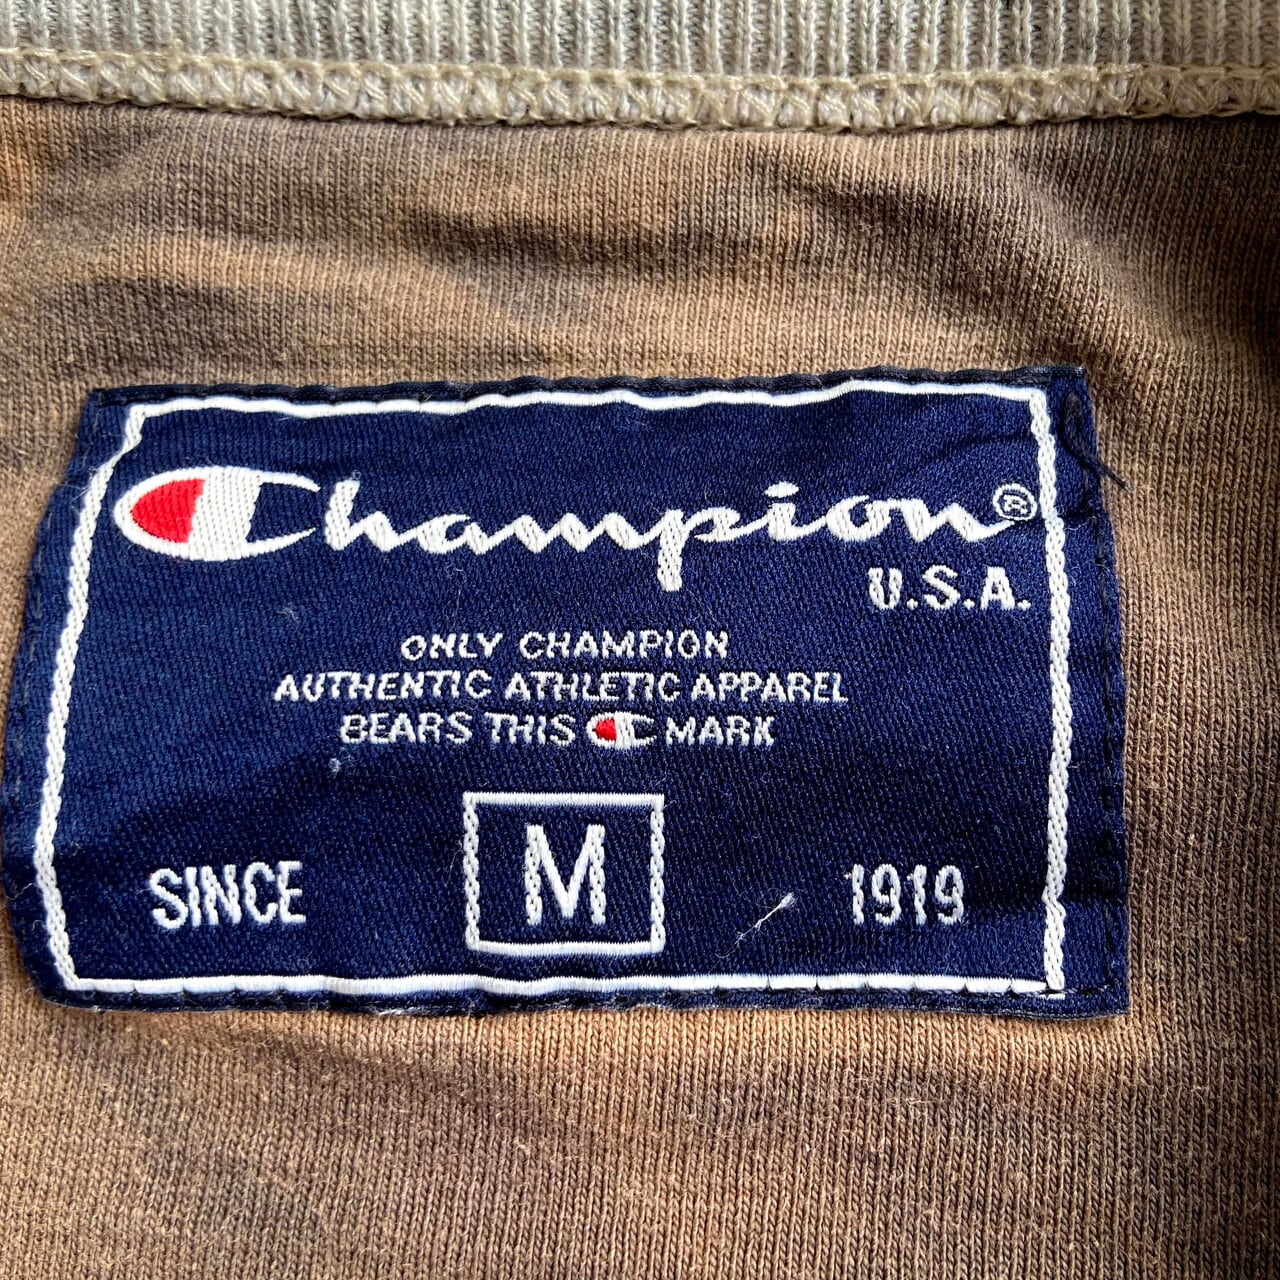 Champion®
U.S.A.
ONLY CHAMPION
AUTHENTIC ATHLETIC APPAREL
BEARS THIS C MARK
M
SINCE 1919